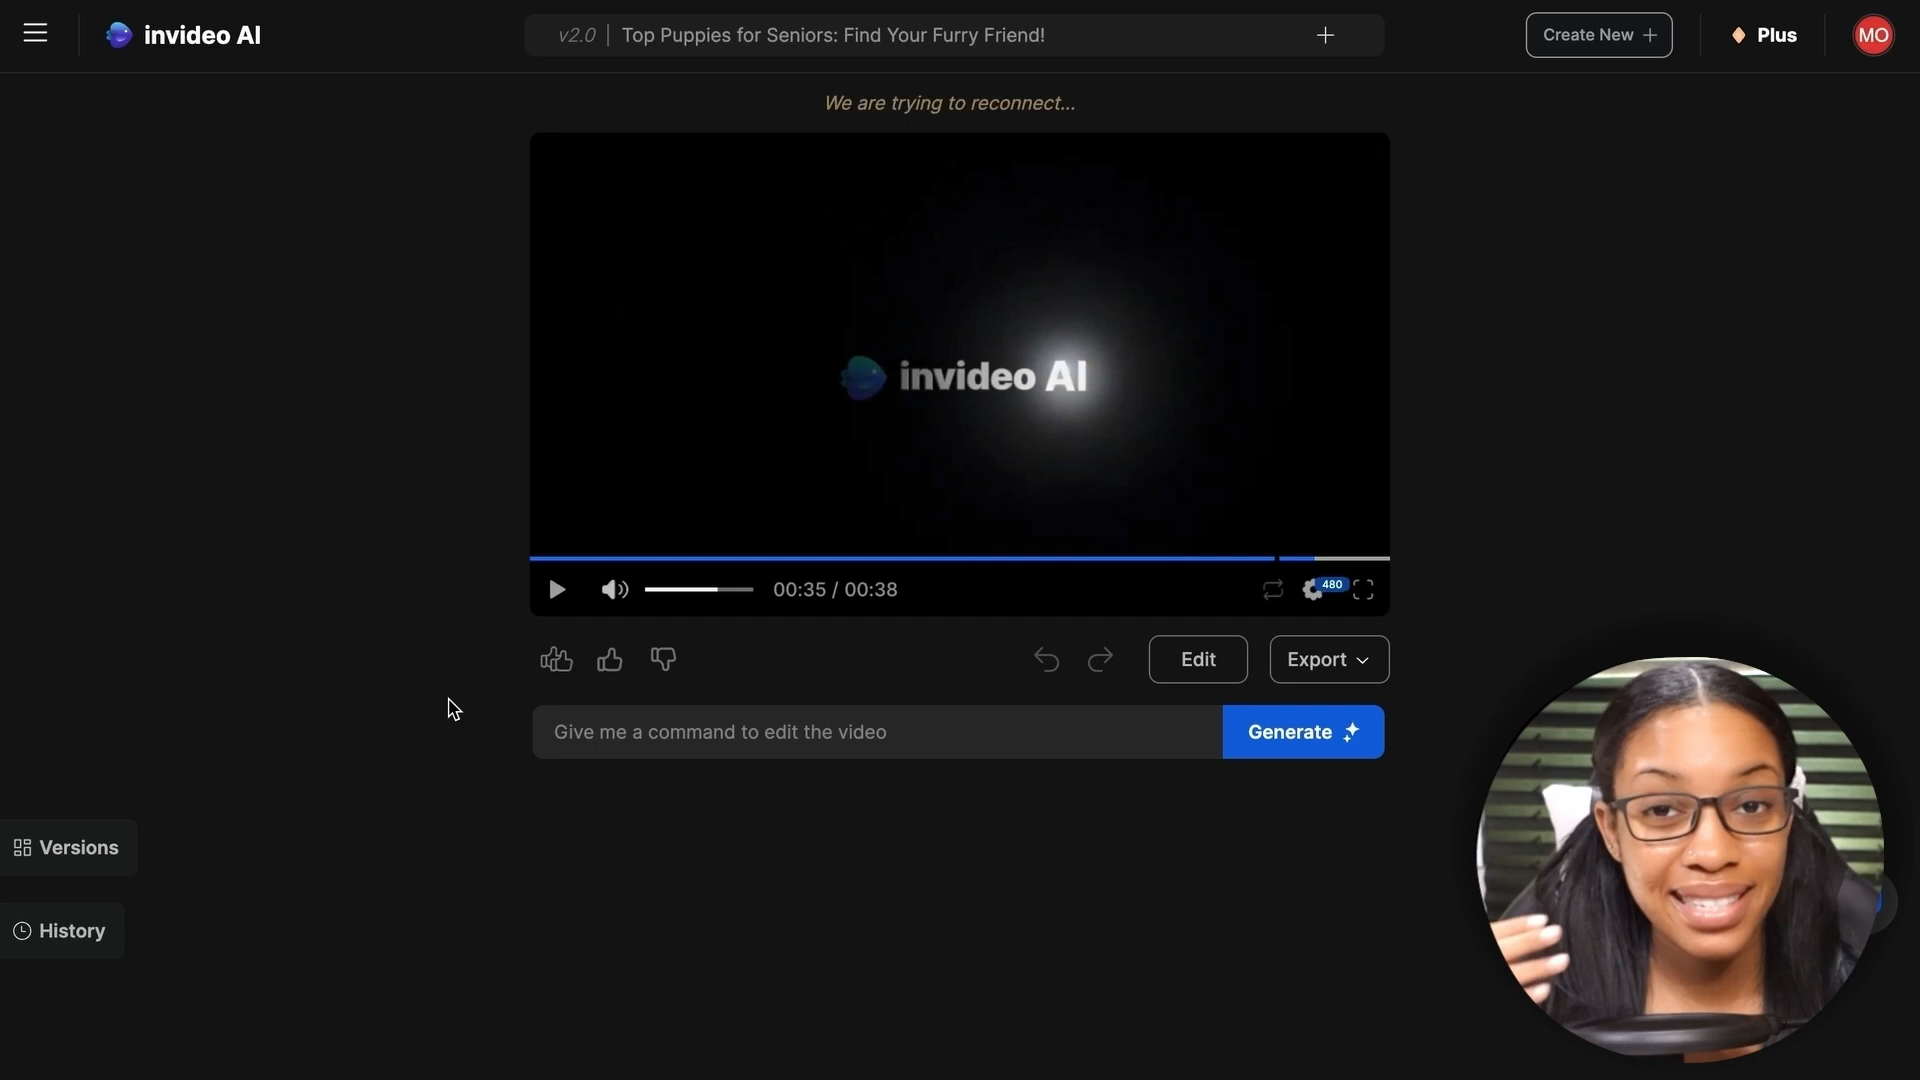 invideo AI
v2.0 | Top Puppies for Seniors: Find Your Furry Friend!
Create New
Plus
MO
We are trying to reconnect...
invideo AI
00:35 / 00:38
480
Edit
Export
Give me a command to edit the video
Generate
Versions
History